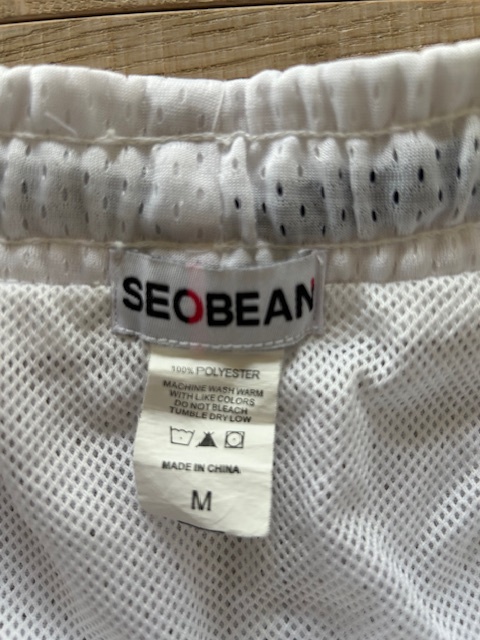 SEOBEAN
100% POLYESTER
MACHINE WASH WARM
WITH LIKE COLORS
DO NOT BLEACH
TUMBLE DRY LOW
MADE IN CHINA
M